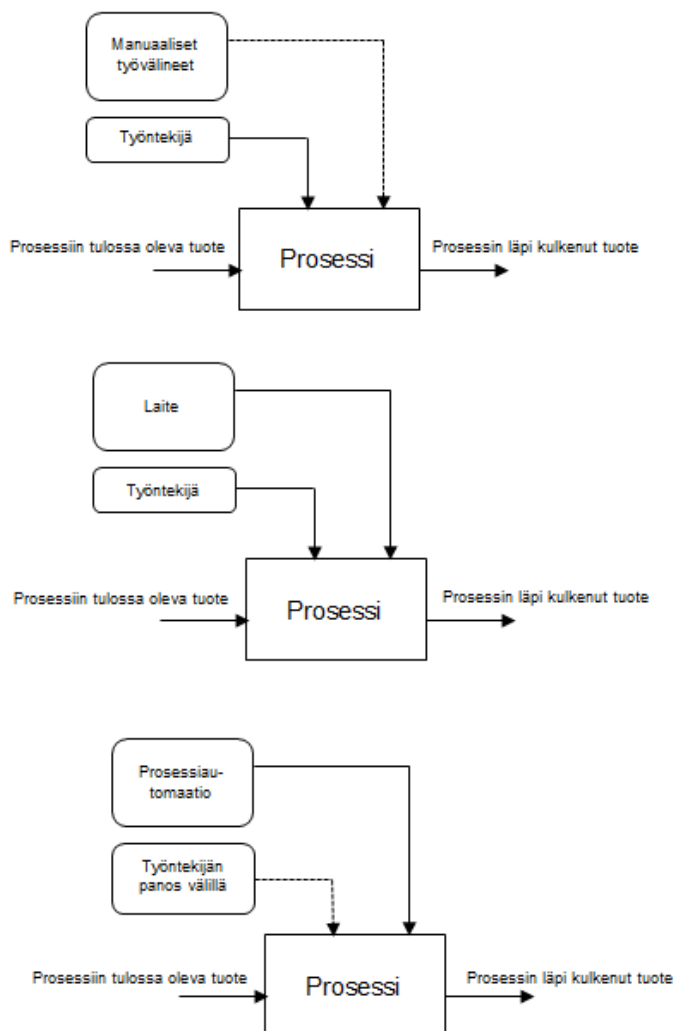 Manuaaliset
työvälineet
Työntekijä
Prosessiin tulossa oleva tuote
Prosessi
Prosessin läpi kulkenut tuote
Laite
Työntekijä
Prosessiin tulossa oleva tuote
Prosessi
Prosessin läpi kulkenut tuote
Prosessiau-
tomaatio
Työntekijän
panos välillä
Prosessiin tulossa oleva tuote
Prosessi
Prosessin läpi kulkenut tuote